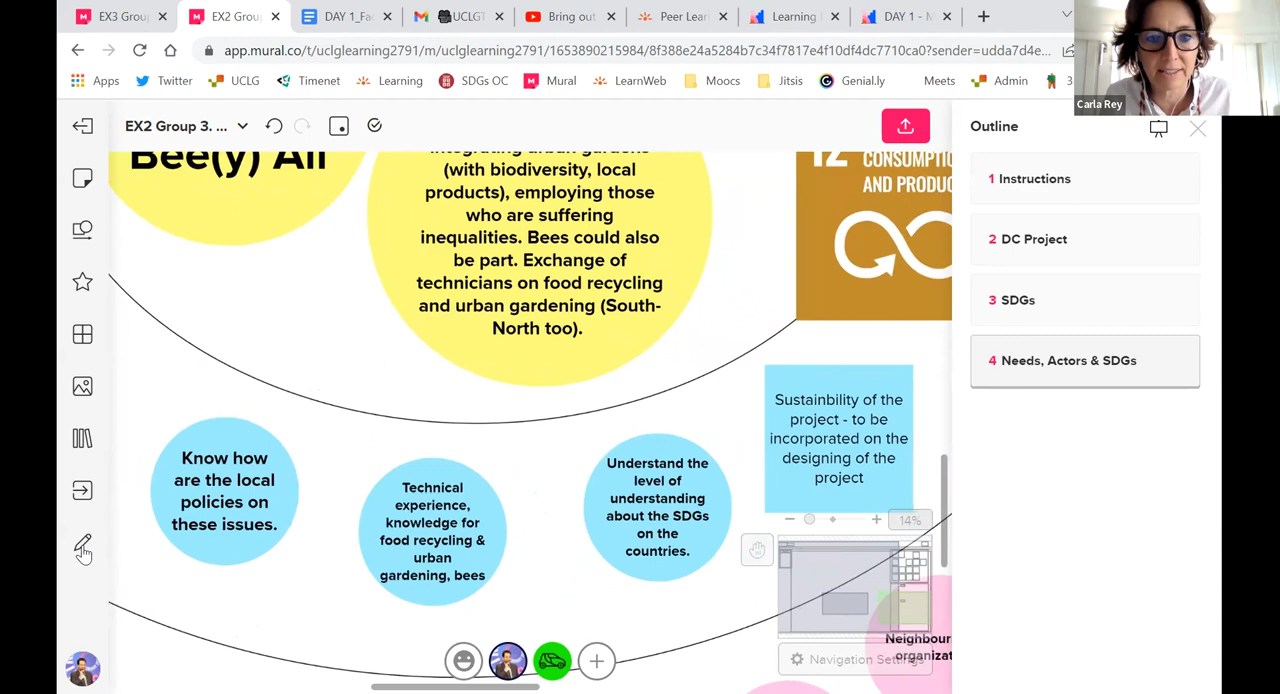 EX3 Group
EX2 Group
DAY 1_Fa
UCLGT
Bring out
Peer Lear
Learning
DAY 1 - M
app.mural.co/t/uclglearning2791/m/uclglearning2791/1653890215984/8f388e24a5284b7c34f7817e4f10df4dc7710ca0?sender=udda7d4e...
Apps
Twitter
UCLG
Timenet
Learning
SDGs OC
Mural
LearnWeb
Moocs
Jitsis
Genial.ly
Meets
Admin
3
Carla Rey
EX2 Group 3. ...
Outline
1 Instructions
2 DC Project
3 SDGs
4 Needs, Actors & SDGs
Bee(y) All
Integrating urban gardens
(with biodiversity, local
products), employing those
who are suffering
inequalities. Bees could also
be part. Exchange of
technicians on food recycling
and urban gardening (South-
North too).
12 CONSUMPTIO
AND PRODUC
Know how
are the local
policies on
these issues.
Technical
experience,
knowledge for
food recycling &
urban
gardening, bees
Understand the
level of
understanding
about the SDGs
on the
countries.
Sustainbility of the
project - to be
incorporated on the
designing of the
project
14%
Neighbour
organizat
Navigation Settings